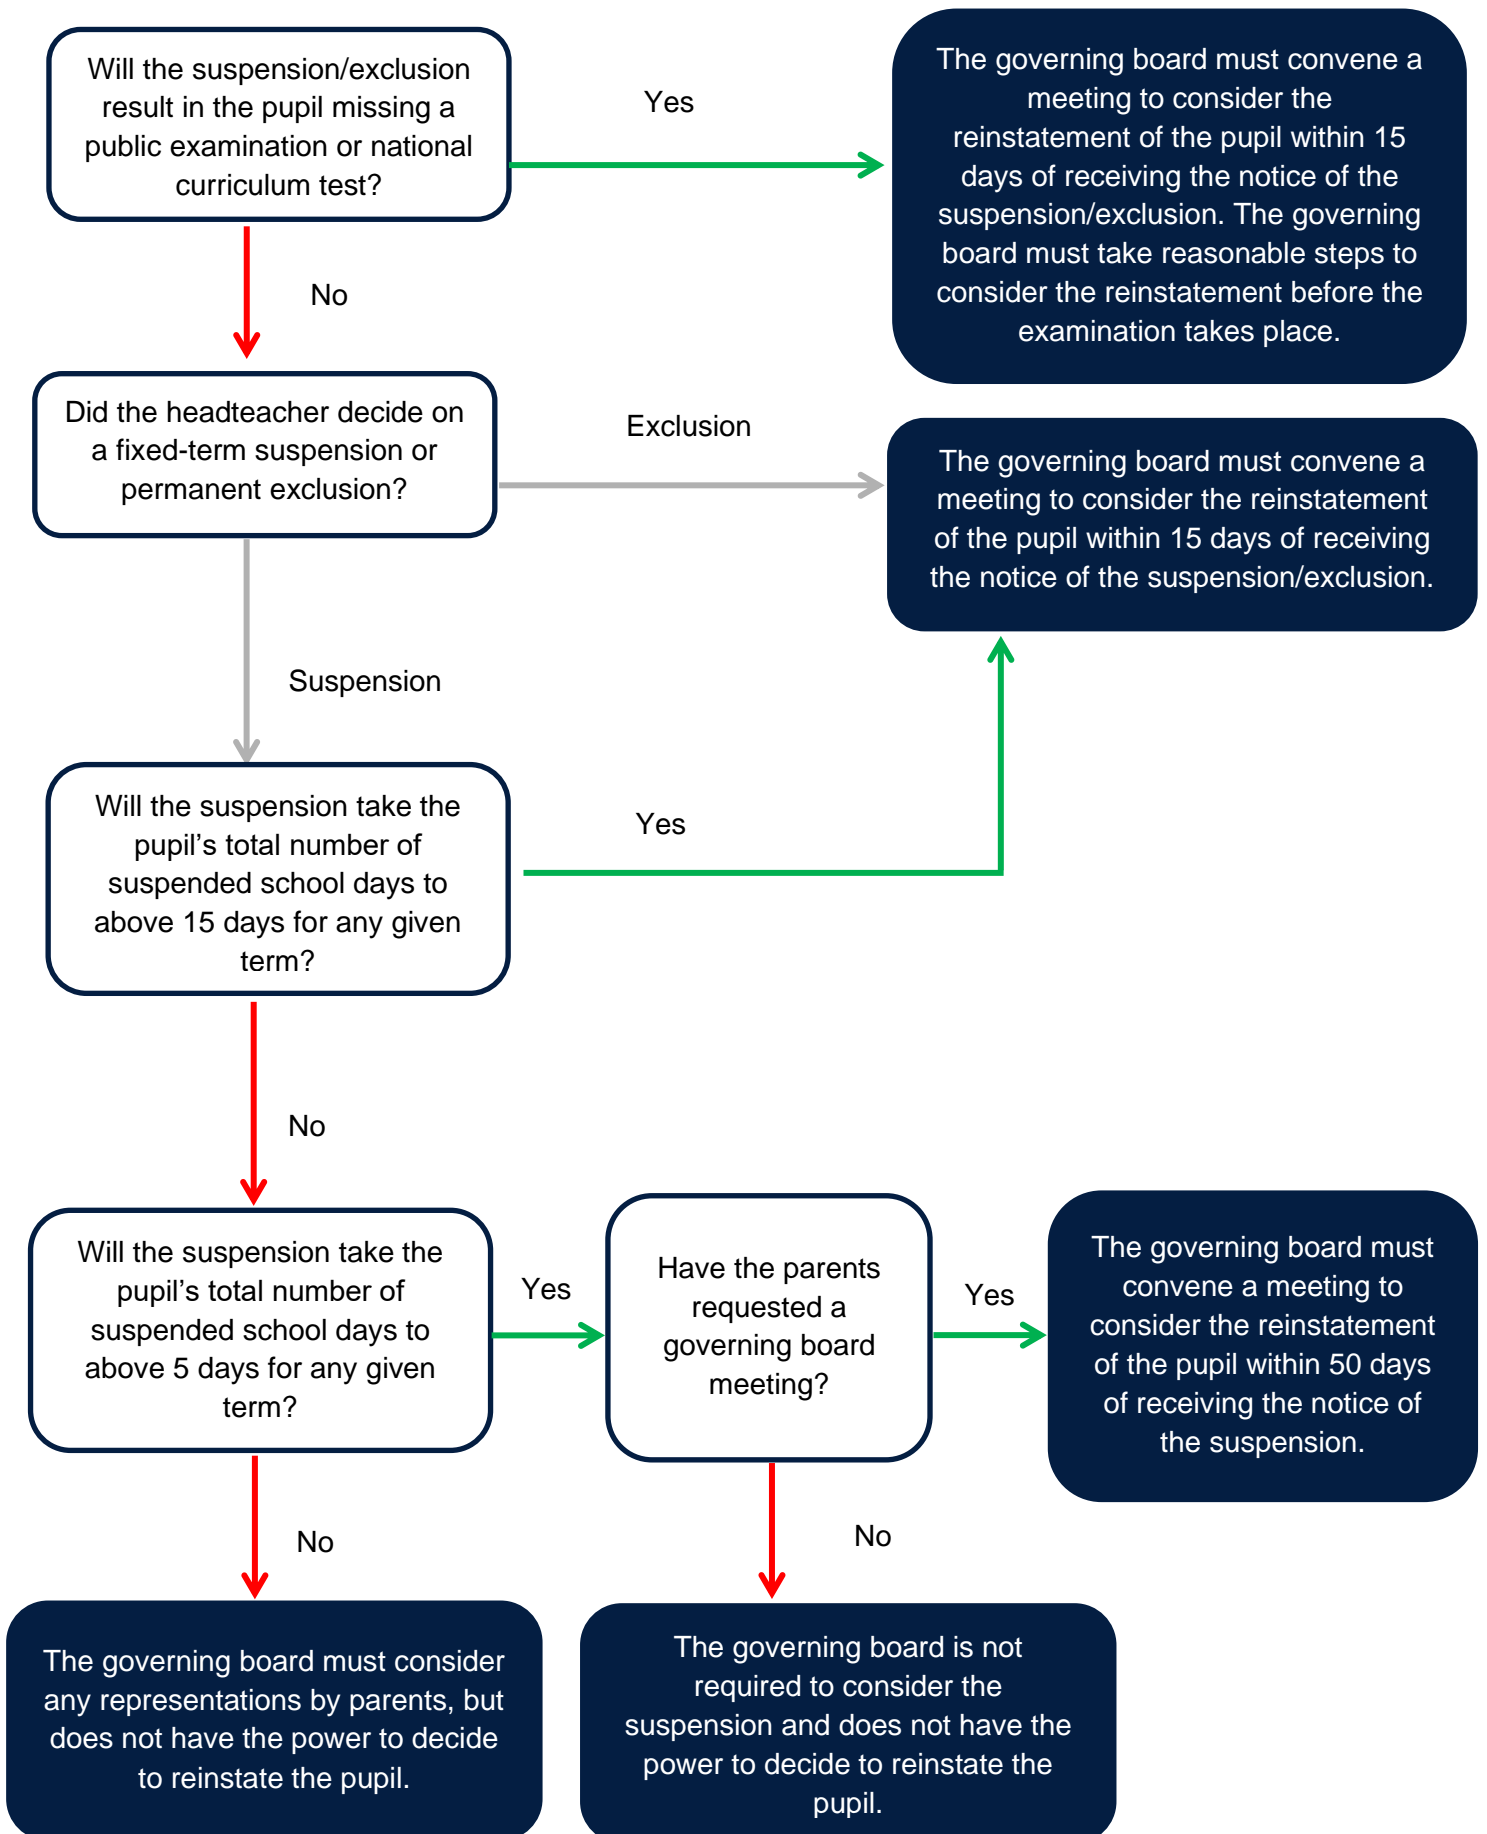 Will the suspension/exclusion
result in the pupil missing a
public examination or national
curriculum test?
Yes
The governing board must convene a
meeting to consider the
reinstatement of the pupil within 15
days of receiving the notice of the
suspension/exclusion. The governing
board must take reasonable steps to
consider the reinstatement before the
examination takes place.
No
Did the headteacher decide on
a fixed-term suspension or
permanent exclusion?
Exclusion
The governing board must convene a
meeting to consider the reinstatement
of the pupil within 15 days of receiving
the notice of the suspension/exclusion.
Suspension
Will the suspension take the
pupil’s total number of
suspended school days to
above 15 days for any given
term?
Yes
No
Will the suspension take the
pupil’s total number of
suspended school days to
above 5 days for any given
term?
Yes
Have the parents
requested a
governing board
meeting?
Yes
The governing board must
convene a meeting to
consider the reinstatement
of the pupil within 50 days
of receiving the notice of
the suspension.
No
No
The governing board must consider
any representations by parents, but
does not have the power to decide
to reinstate the pupil.
The governing board is not
required to consider the
suspension and does not have the
power to decide to reinstate the
pupil.